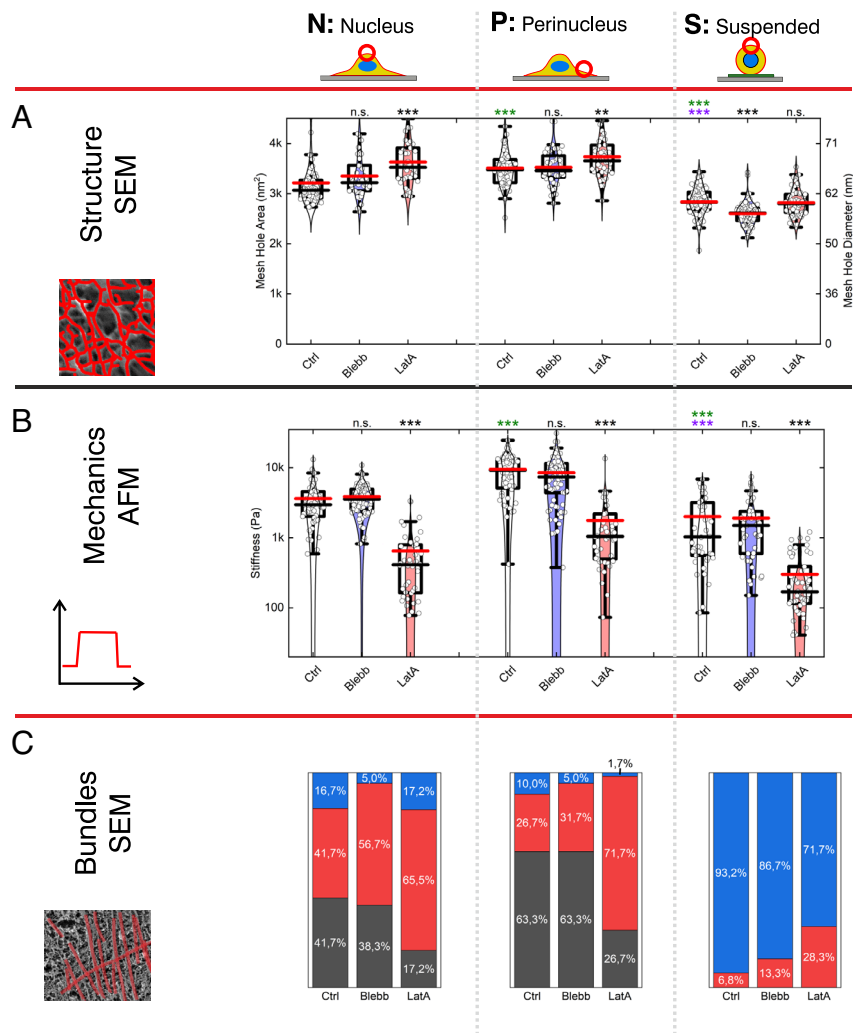 N: Nucleus
P: Perinucleus
S: Suspended
A
Structure
SEM
n.s.
***
***
n.s.
**
***
***
***
n.s.
Mesh Hole Area (nm²)
4k
3k
2k
1k
0
71
62
50
36
0
Mesh Hole Diameter (nm)
Ctrl
Blebb
LatA
Ctrl
Blebb
LatA
Ctrl
Blebb
LatA
B
Mechanics
AFM
n.s.
***
***
n.s.
***
***
***
n.s.
***
Stiffness (Pa)
10k
1k
100
Ctrl
Blebb
LatA
Ctrl
Blebb
LatA
Ctrl
Blebb
LatA
C
Bundles
SEM
16,7%
41,7%
41,7%
5,0%
56,7%
38,3%
17,2%
65,5%
17,2%
Ctrl
Blebb
LatA
10,0%
26,7%
63,3%
5,0%
31,7%
63,3%
1,7%
71,7%
26,7%
Ctrl
Blebb
LatA
93,2%
6,8%
86,7%
13,3%
71,7%
28,3%
Ctrl
Blebb
LatA